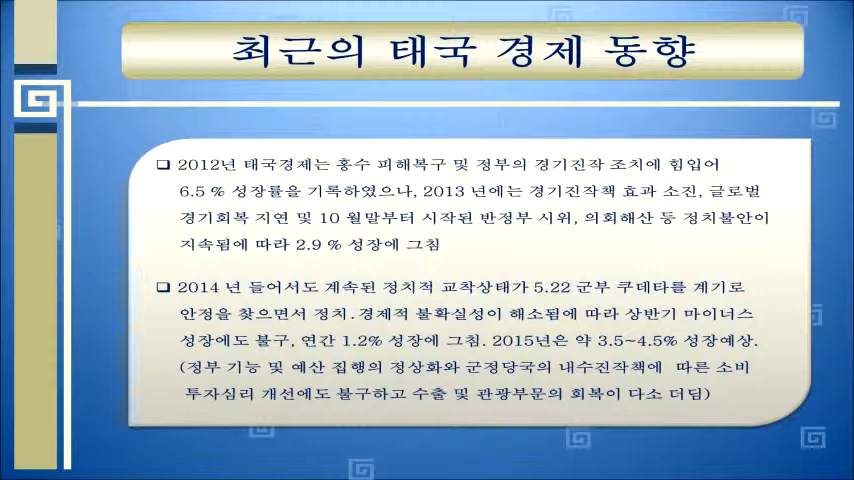 최근의 태국 경제 동향
❑ 2012년 태국경제는 홍수 피해복구 및 정부의 경기진작 조치에 힘입어
6.5 % 성장률을 기록하였으나, 2013 년에는 경기진작책 효과 소진, 글로벌
경기회복 지연 및 10 월말부터 시작된 반정부 시위, 의회해산 등 정치불안이
지속됨에 따라 2.9 % 성장에 그침
❑ 2014 년 들어서도 계속된 정치적 교착상태가 5.22 군부 쿠데타를 계기로
안정을 찾으면서 정치.경제적 불확실성이 해소됨에 따라 상반기 마이너스
성장에도 불구, 연간 1.2% 성장에 그침. 2015년은 약 3.5~4.5% 성장예상.
(정부 기능 및 예산 집행의 정상화와 군정당국의 내수진작책에 따른 소비
투자심리 개선에도 불구하고 수출 및 관광부문의 회복이 다소 더딤)